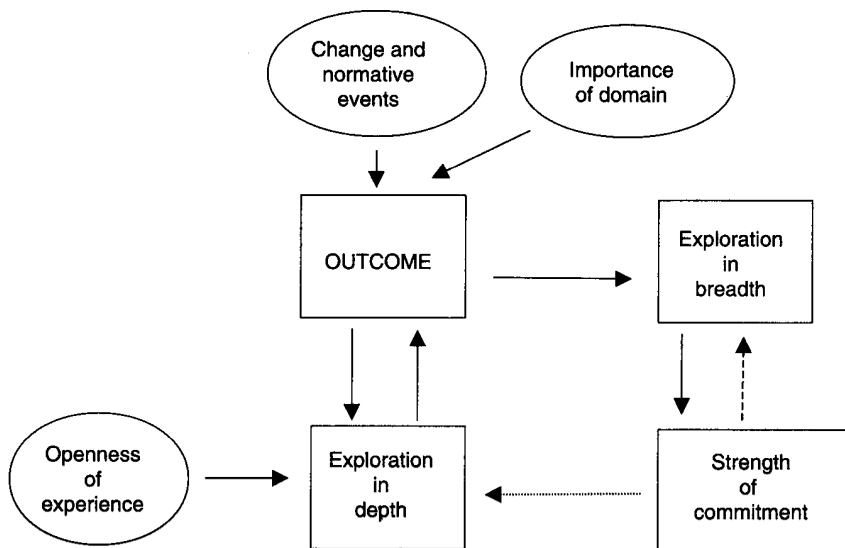 Change and
normative
events
Importance
of domain
OUTCOME
Exploration
in
breadth
Openness
of
experience
Exploration
in
depth
Strength
of
commitment